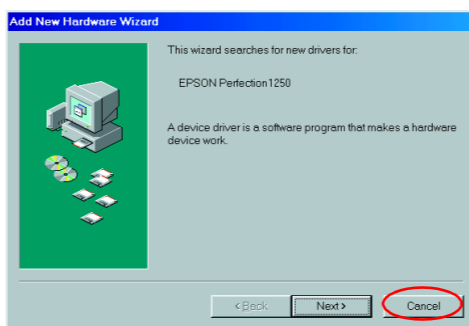 Add New Hardware Wizard
This wizard searches for new drivers for:
EPSON Perfection1250
A device driver is a software program that makes a hardware
device work.
< Back
Next >
Cancel